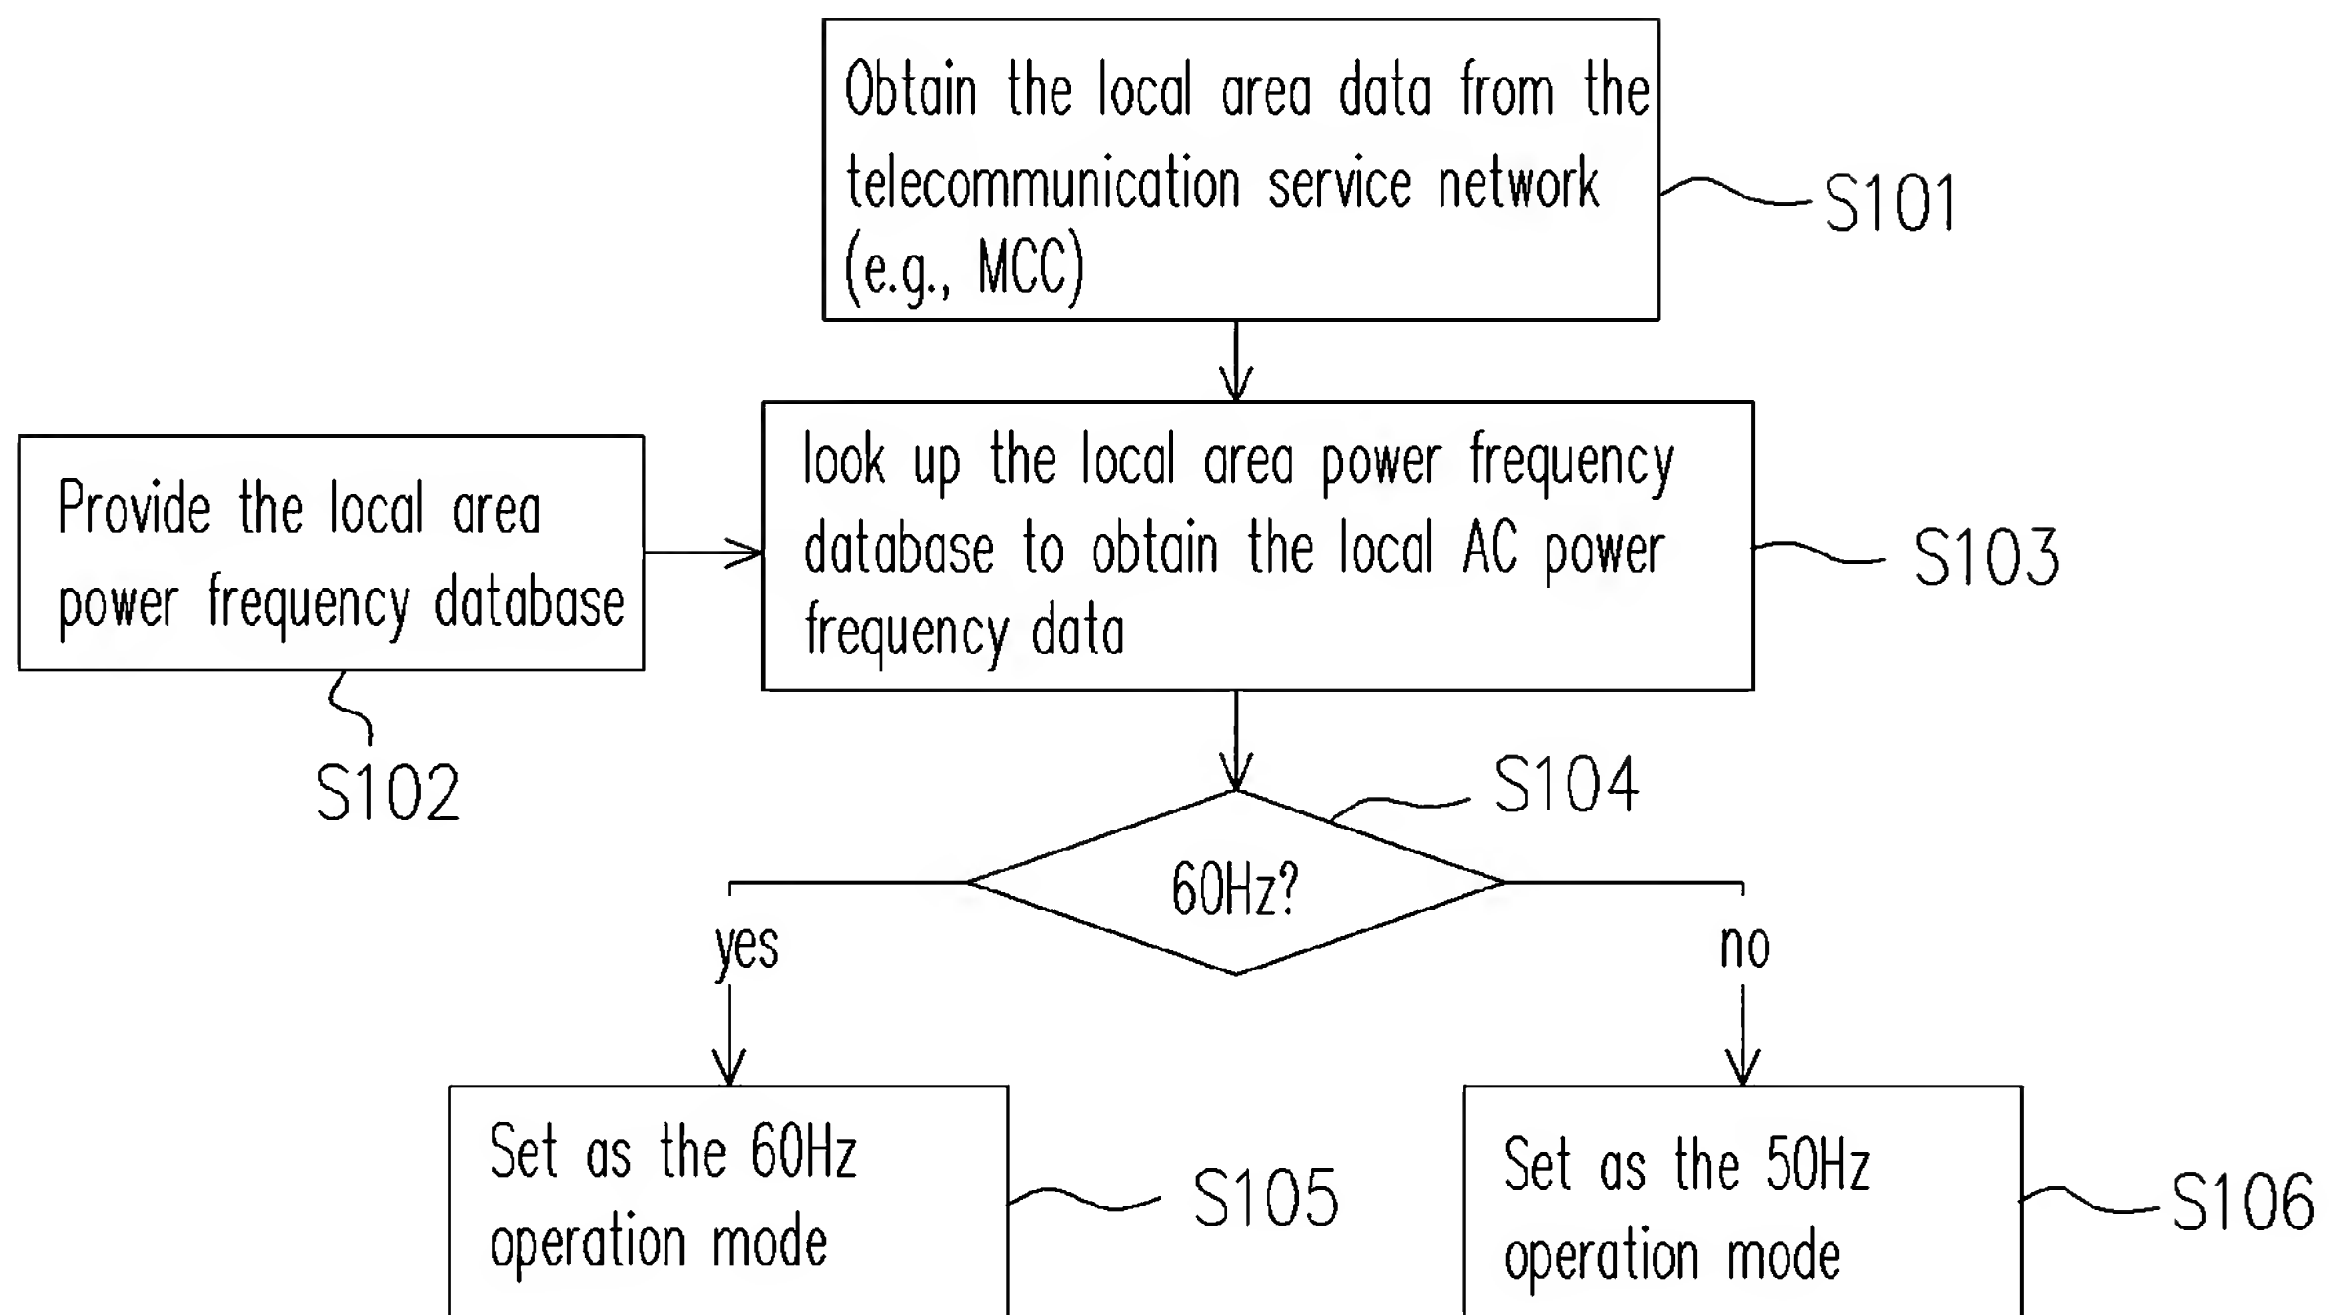 Obtain the local area data from the
telecommunication service network
(e.g., MCC)
S101
Provide the local area
power frequency database
S102
look up the local area power frequency
database to obtain the local AC power
frequency data
S103
S104
60Hz?
yes
no
Set as the 60Hz
operation mode
S105
Set as the 50Hz
operation mode
S106